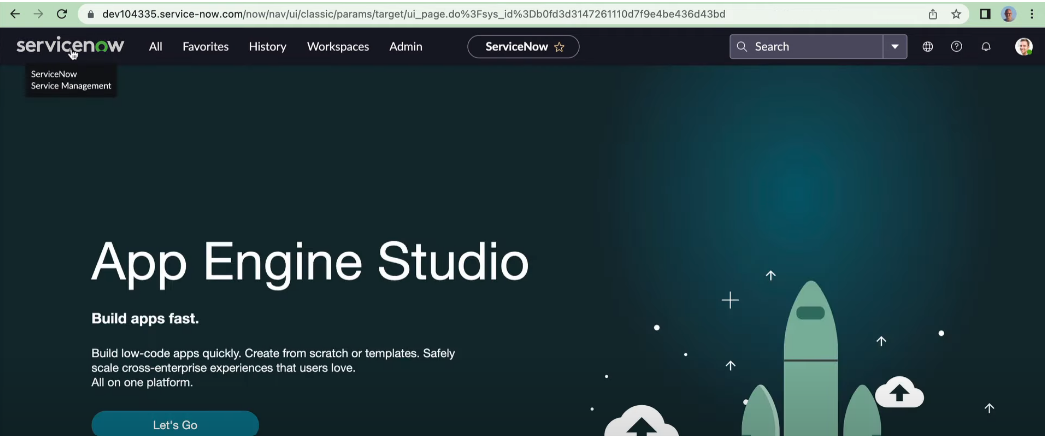 dev104335.service-now.com/now/nav/ui/classic/params/target/ui_page.do%3Fsys_id%3Db0fd3d3147261110d7f9e4be436d43bd
servicenow All Favorites History Workspaces Admin ServiceNow Search
ServiceNow
Service Management
App Engine Studio
Build apps fast.
Build low-code apps quickly. Create from scratch or templates. Safely
scale cross-enterprise experiences that users love.
All on one platform.
Let's Go